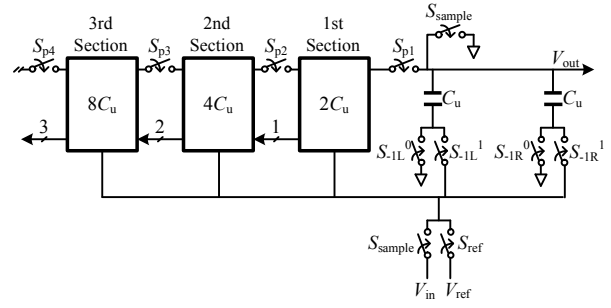 3rd Section
2nd Section
1st Section
S_sample
S_p4
S_p3
S_p2
S_p1
V_out
8C_u
4C_u
2C_u
C_u
C_u
3
2
1
S_-1L^0
S_-1L^1
S_-1R^0
S_-1R^1
S_sample
S_ref
V_in
V_ref